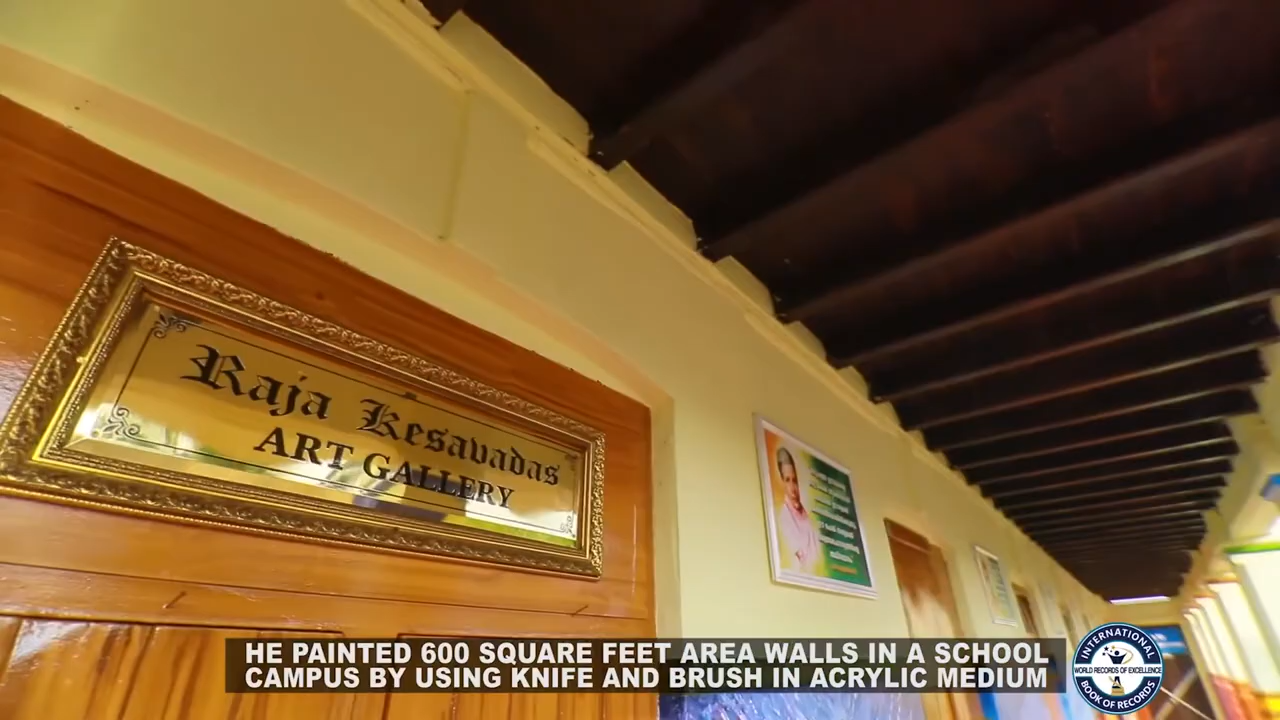 Raja Kesavadas
ART GALLERY
HE PAINTED 600 SQUARE FEET AREA WALLS IN A SCHOOL
CAMPUS BY USING KNIFE AND BRUSH IN ACRYLIC MEDIUM
INTERNATIONAL
WORLD RECORDS OF EXCELLENCE
BOOK OF RECORDS